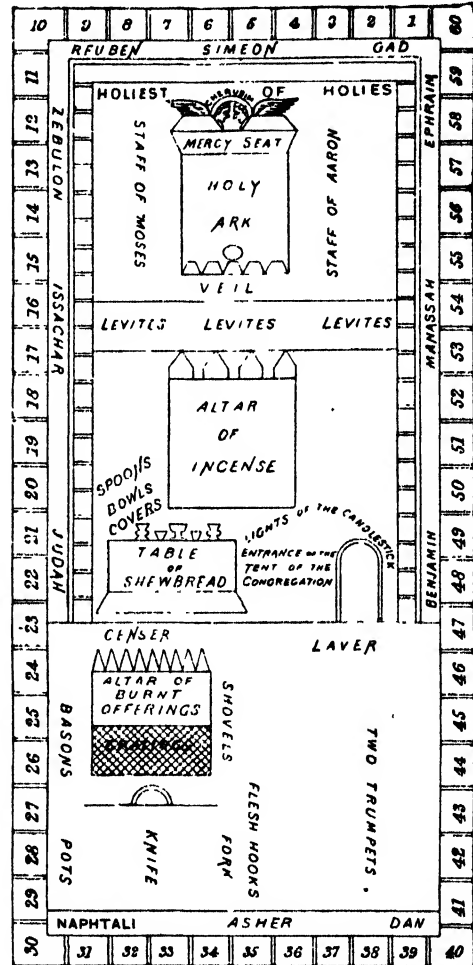 10 9 8 7 6 5 4 3 2 1 60
REUBEN SIMEON GAD
11 12 13 14 15 16 17 18 19 20 21 22 23 24 25 26 27 28 29 30
59 58 57 56 55 54 53 52 51 50 49 48 47 46 45 44 43 42 41 40
ZEBULON
ISSACHAR
JUDAH
EPHRAIM
MANASSAH
BENJAMIN
HOLIEST OF HOLIES
STAFF OF MOSES
STAFF OF AARON
MERCY SEAT
HOLY
ARK
VEIL
LEVITES LEVITES LEVITES
ALTAR
OF
INCENSE
SPOONS
BOWLS
COVERS
LIGHTS OF THE CANDLESTICK
TABLE
OF
SHEWBREAD
ENTRANCE
TENT OF THE
CONGREGATION
CENSER
LAVER
ALTAR OF
BURNT
OFFERINGS
BASONS
SHOVELS
TWO TRUMPETS.
POTS
KNIFE
FORK
FLESH HOOKS
NAPHTALI ASHER DAN
31 32 33 34 35 36 37 38 39